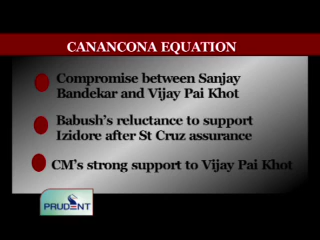 CANANCONA EQUATION
Compromise between Sanjay
Bandekar and Vijay Pai Khot
Babush's reluctance to support
Izidore after St Cruz assurance
CM's strong support to Vijay Pai Khot
PRUDENT